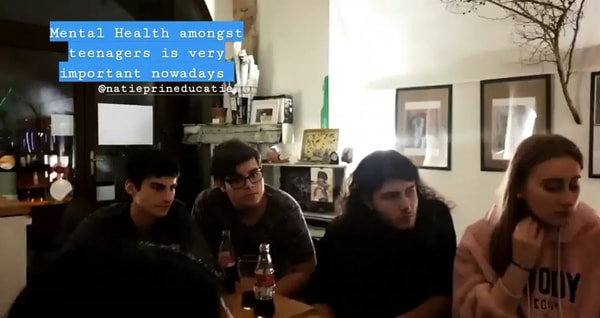 Mental Health amongst
teenagers is very
important nowadays
@natieprineducatie